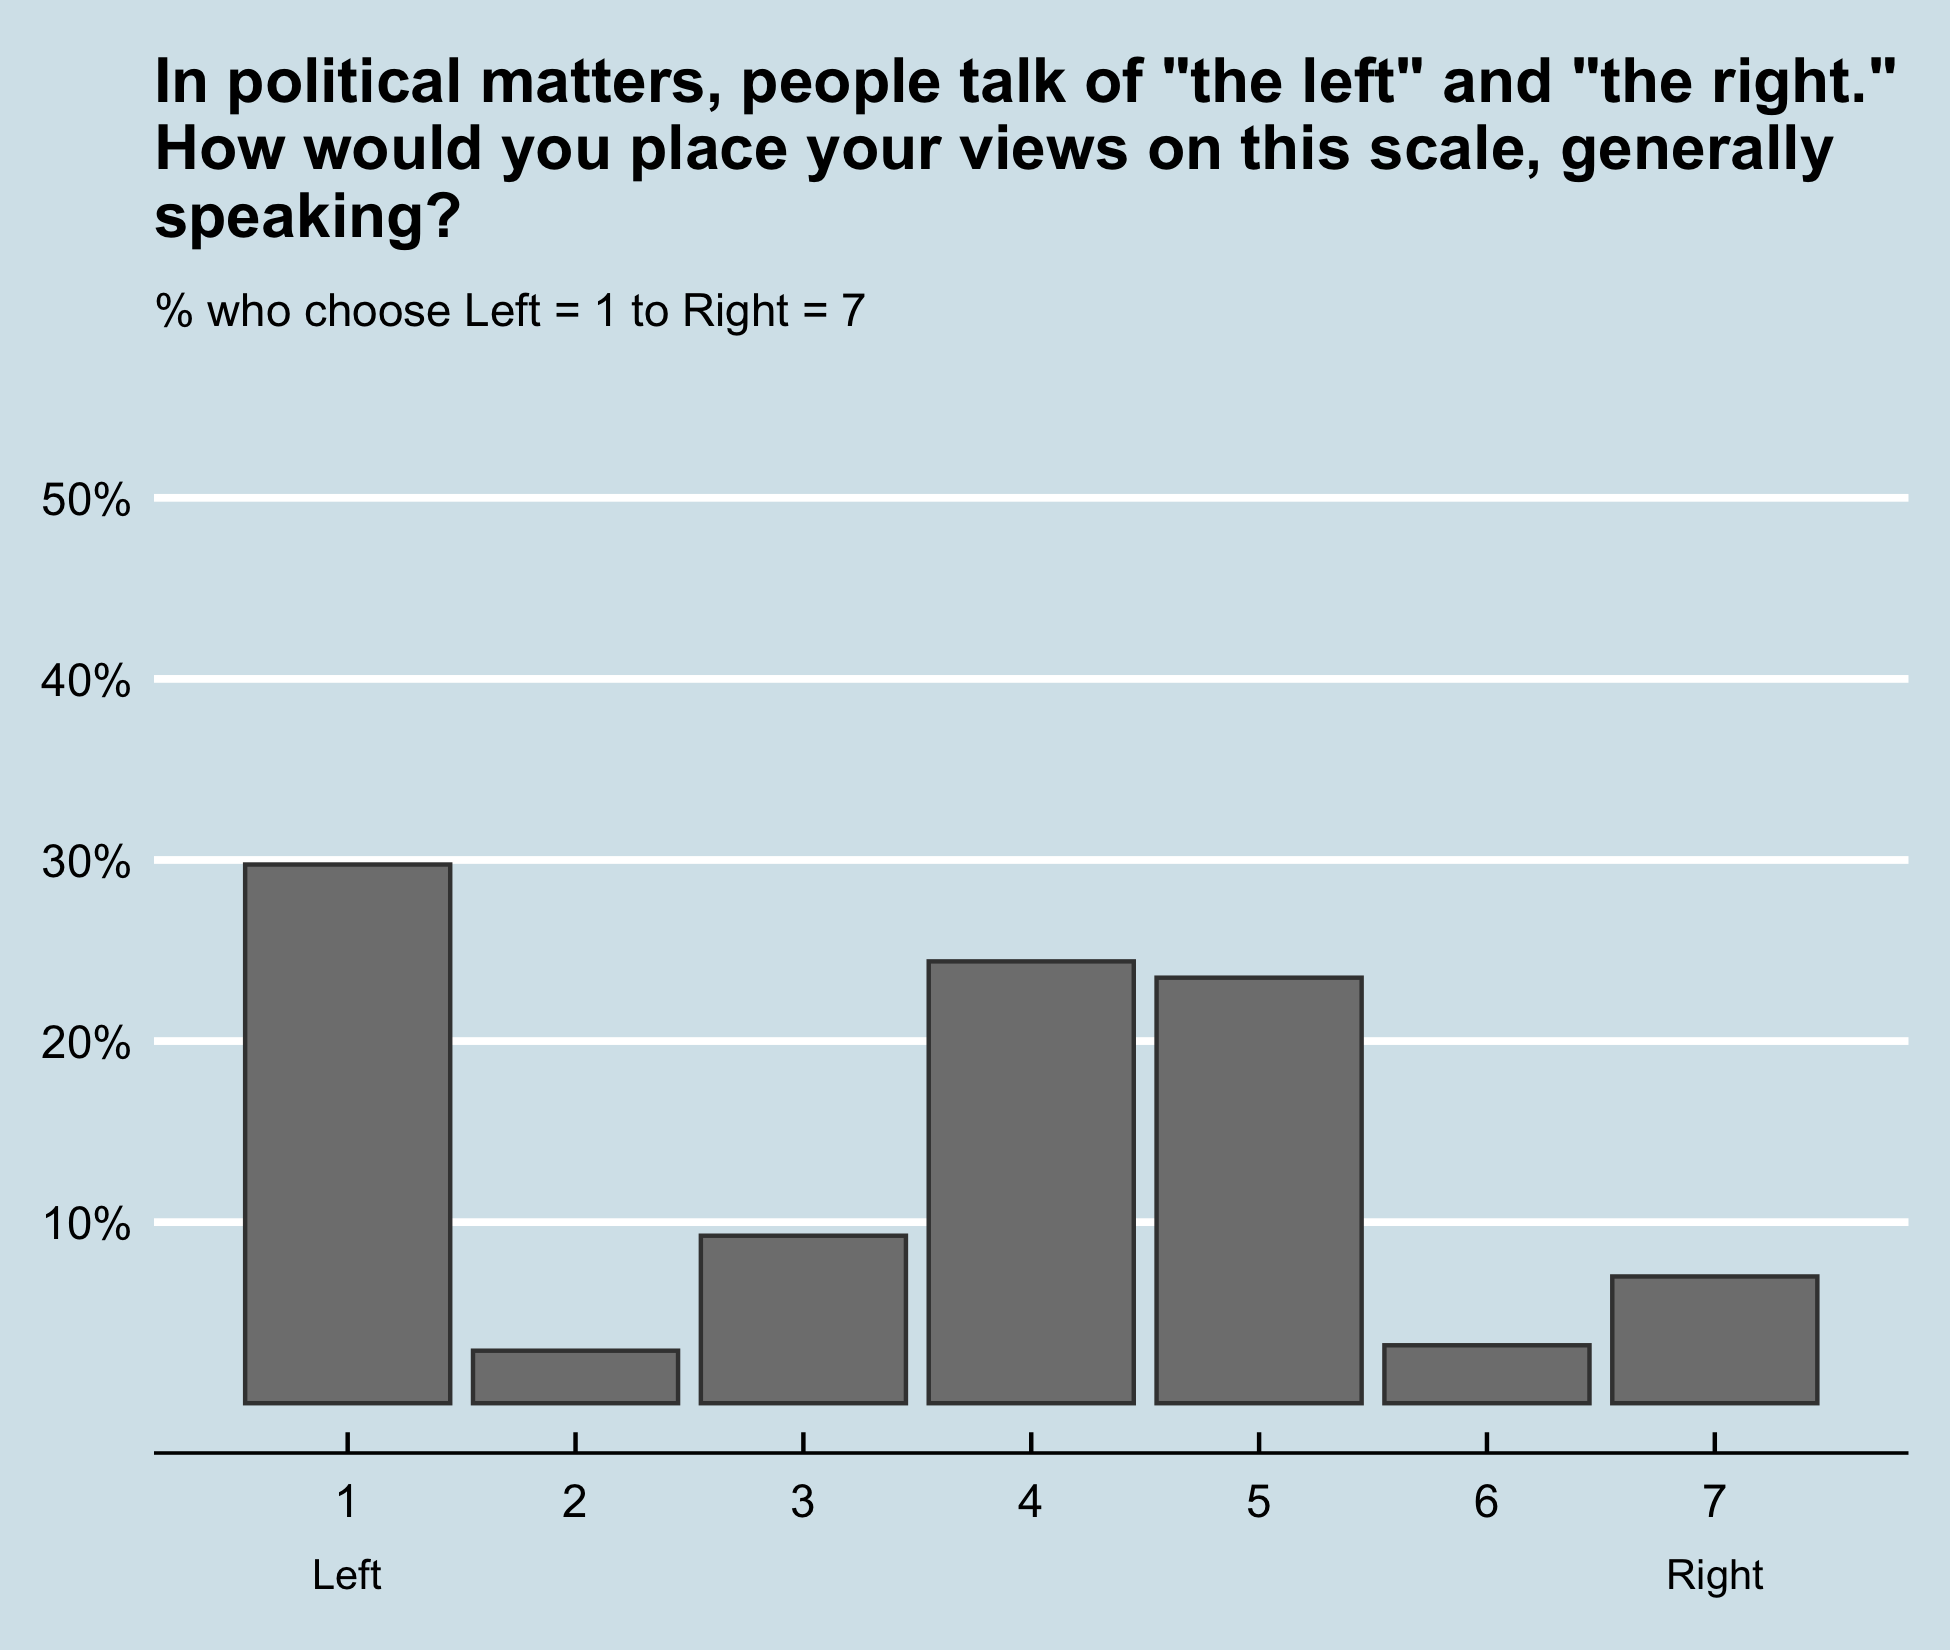 In political matters, people talk of "the left" and "the right."
How would you place your views on this scale, generally
speaking?
% who choose Left = 1 to Right = 7
50%
40%
30%
20%
10%
1 2 3 4 5 6 7
Left Right